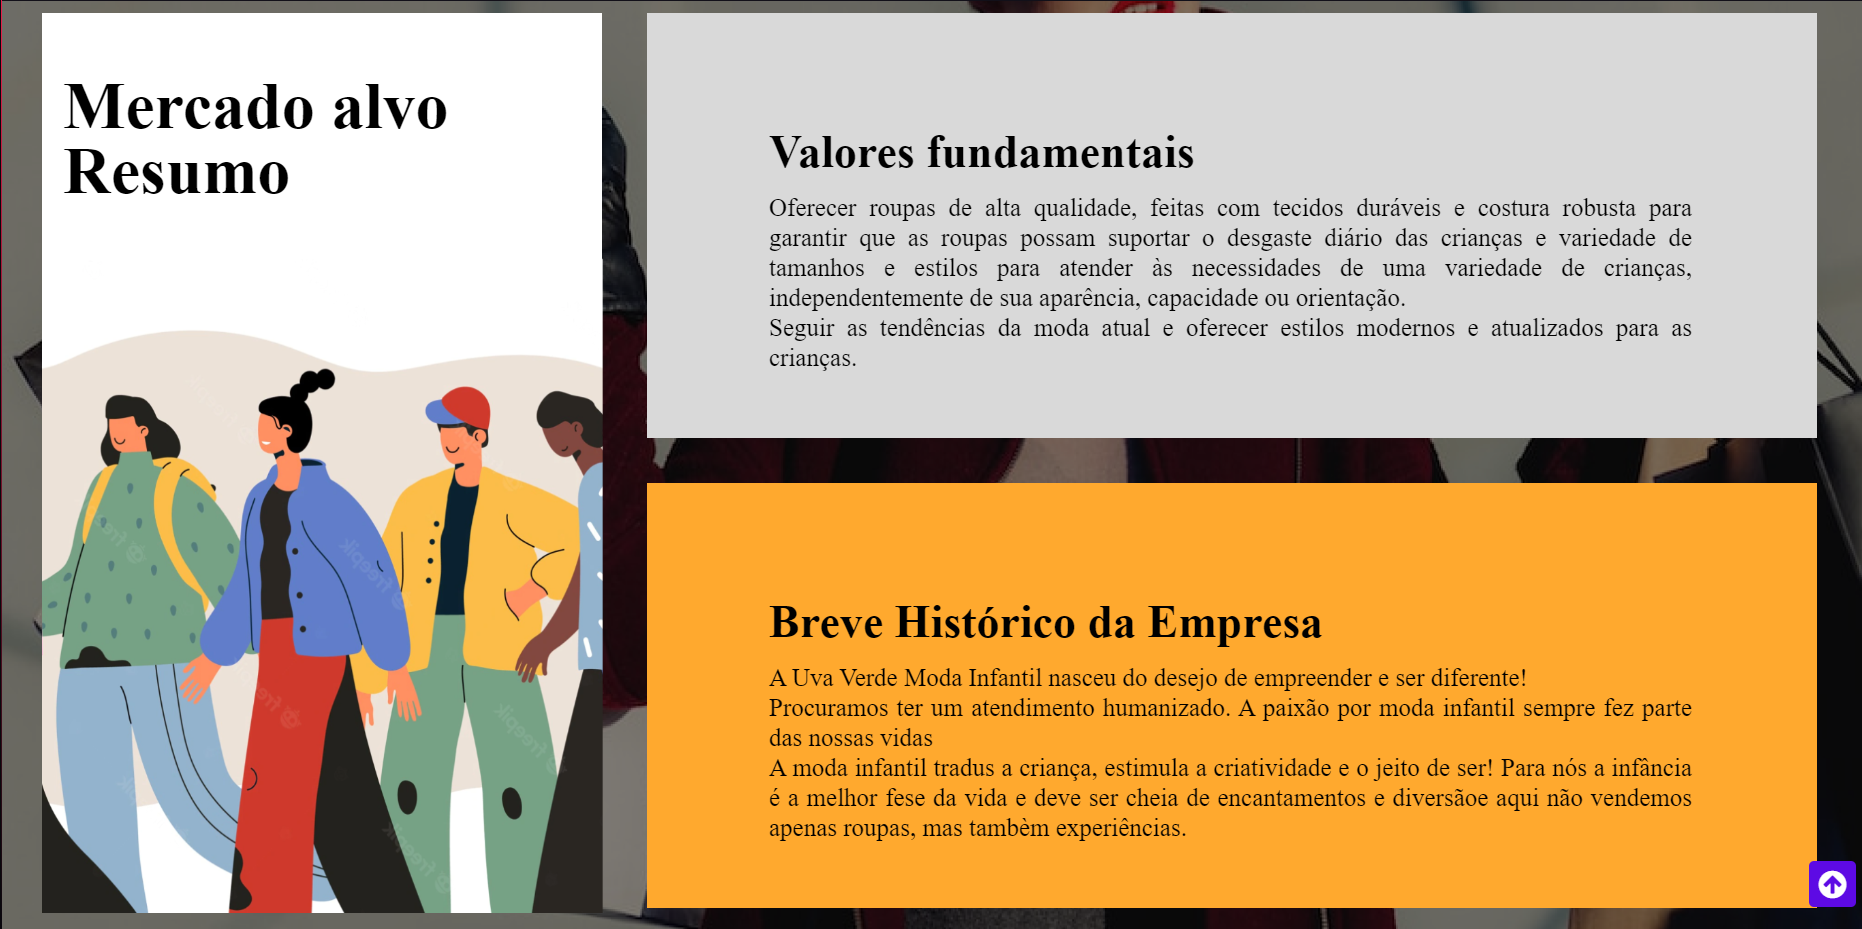 Mercado alvo
Resumo
Valores fundamentais
Oferecer roupas de alta qualidade, feitas com tecidos duráveis e costura robusta para
garantir que as roupas possam suportar o desgaste diário das crianças e variedade de
tamanhos e estilos para atender às necessidades de uma variedade de crianças,
independentemente de sua aparência, capacidade ou orientação.
Seguir as tendências da moda atual e oferecer estilos modernos e atualizados para as
crianças.
Breve Histórico da Empresa
A Uva Verde Moda Infantil nasceu do desejo de empreender e ser diferente!
Procuramos ter um atendimento humanizado. A paixão por moda infantil sempre fez parte
das nossas vidas
A moda infantil tradus a criança, estimula a criatividade e o jeito de ser! Para nós a infância
é a melhor fese da vida e deve ser cheia de encantamentos e diversãoe aqui não vendemos
apenas roupas, mas tambèm experiências.
freepik
freepik